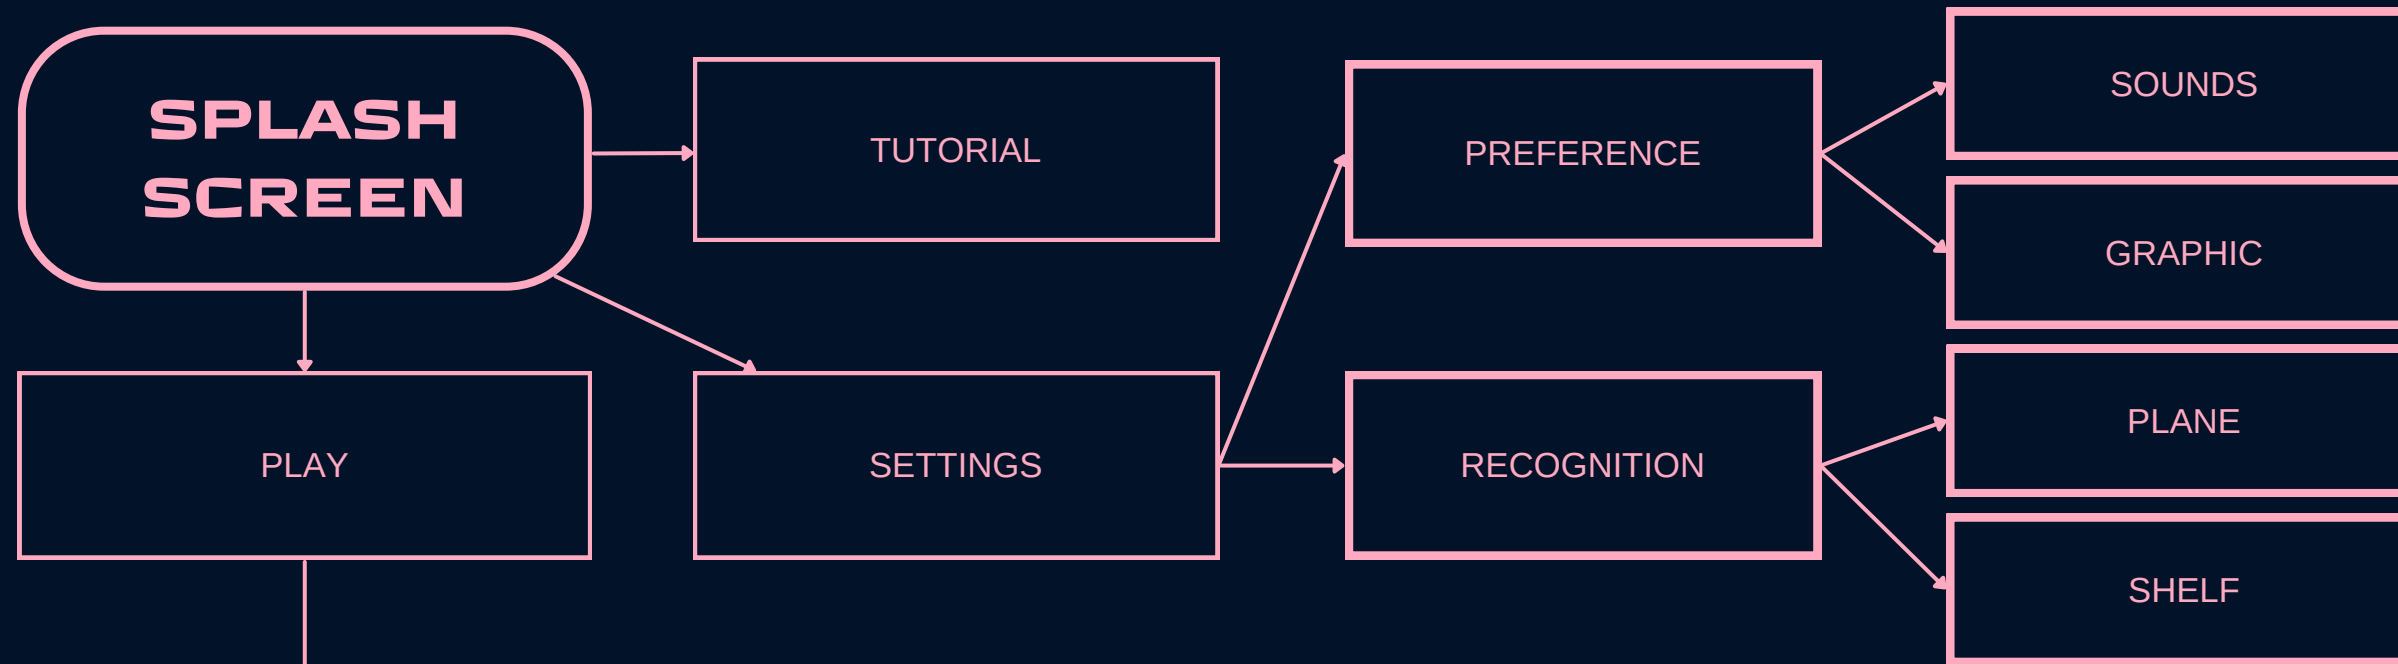 SPLASH
SCREEN
TUTORIAL
PREFERENCE
SOUNDS
GRAPHIC
PLAY
SETTINGS
RECOGNITION
PLANE
SHELF